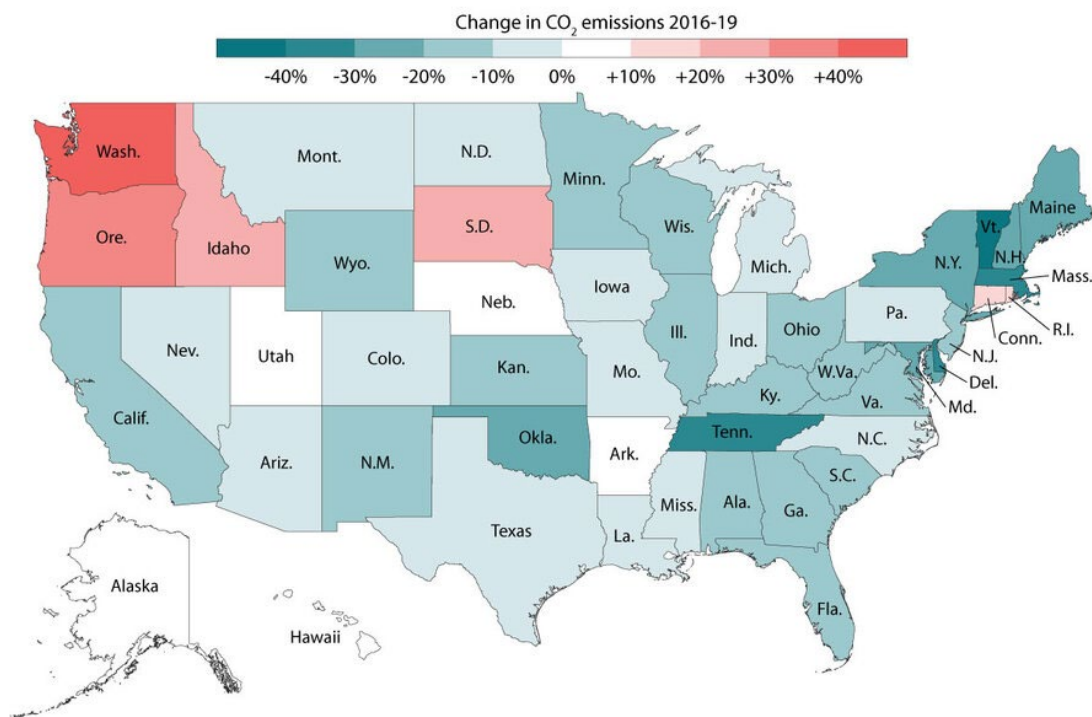 Change in CO2 emissions 2016-19
-40% -30% -20% -10% 0% +10% +20% +30% +40%
Wash.
Mont.
N.D.
Minn.
Maine
Vt.
Ore.
Idaho
S.D.
Wis.
N.H.
Wyo.
N.Y.
Mich.
Mass.
Iowa
Neb.
Pa.
R.I.
Conn.
Nev.
Utah
Colo.
Ill.
Ind.
Ohio
N.J.
Kan.
Mo.
W.Va.
Del.
Ky.
Va.
Md.
Calif.
Okla.
Tenn.
N.C.
Ariz.
N.M.
Ark.
S.C.
Texas
La.
Miss.
Ala.
Ga.
Alaska
Fla.
Hawaii